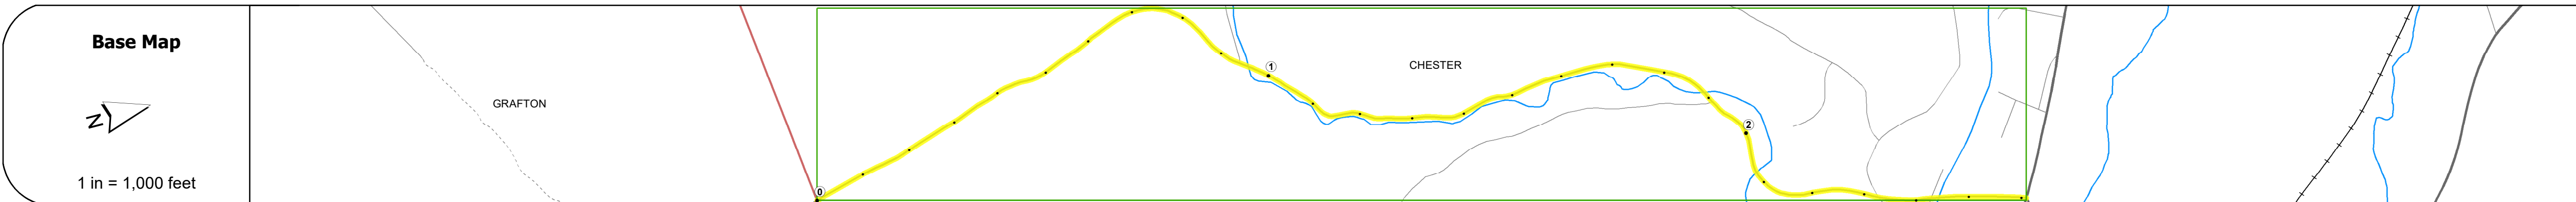 Base Map
N
1 in = 1,000 feet
GRAFTON
0
1
CHESTER
2